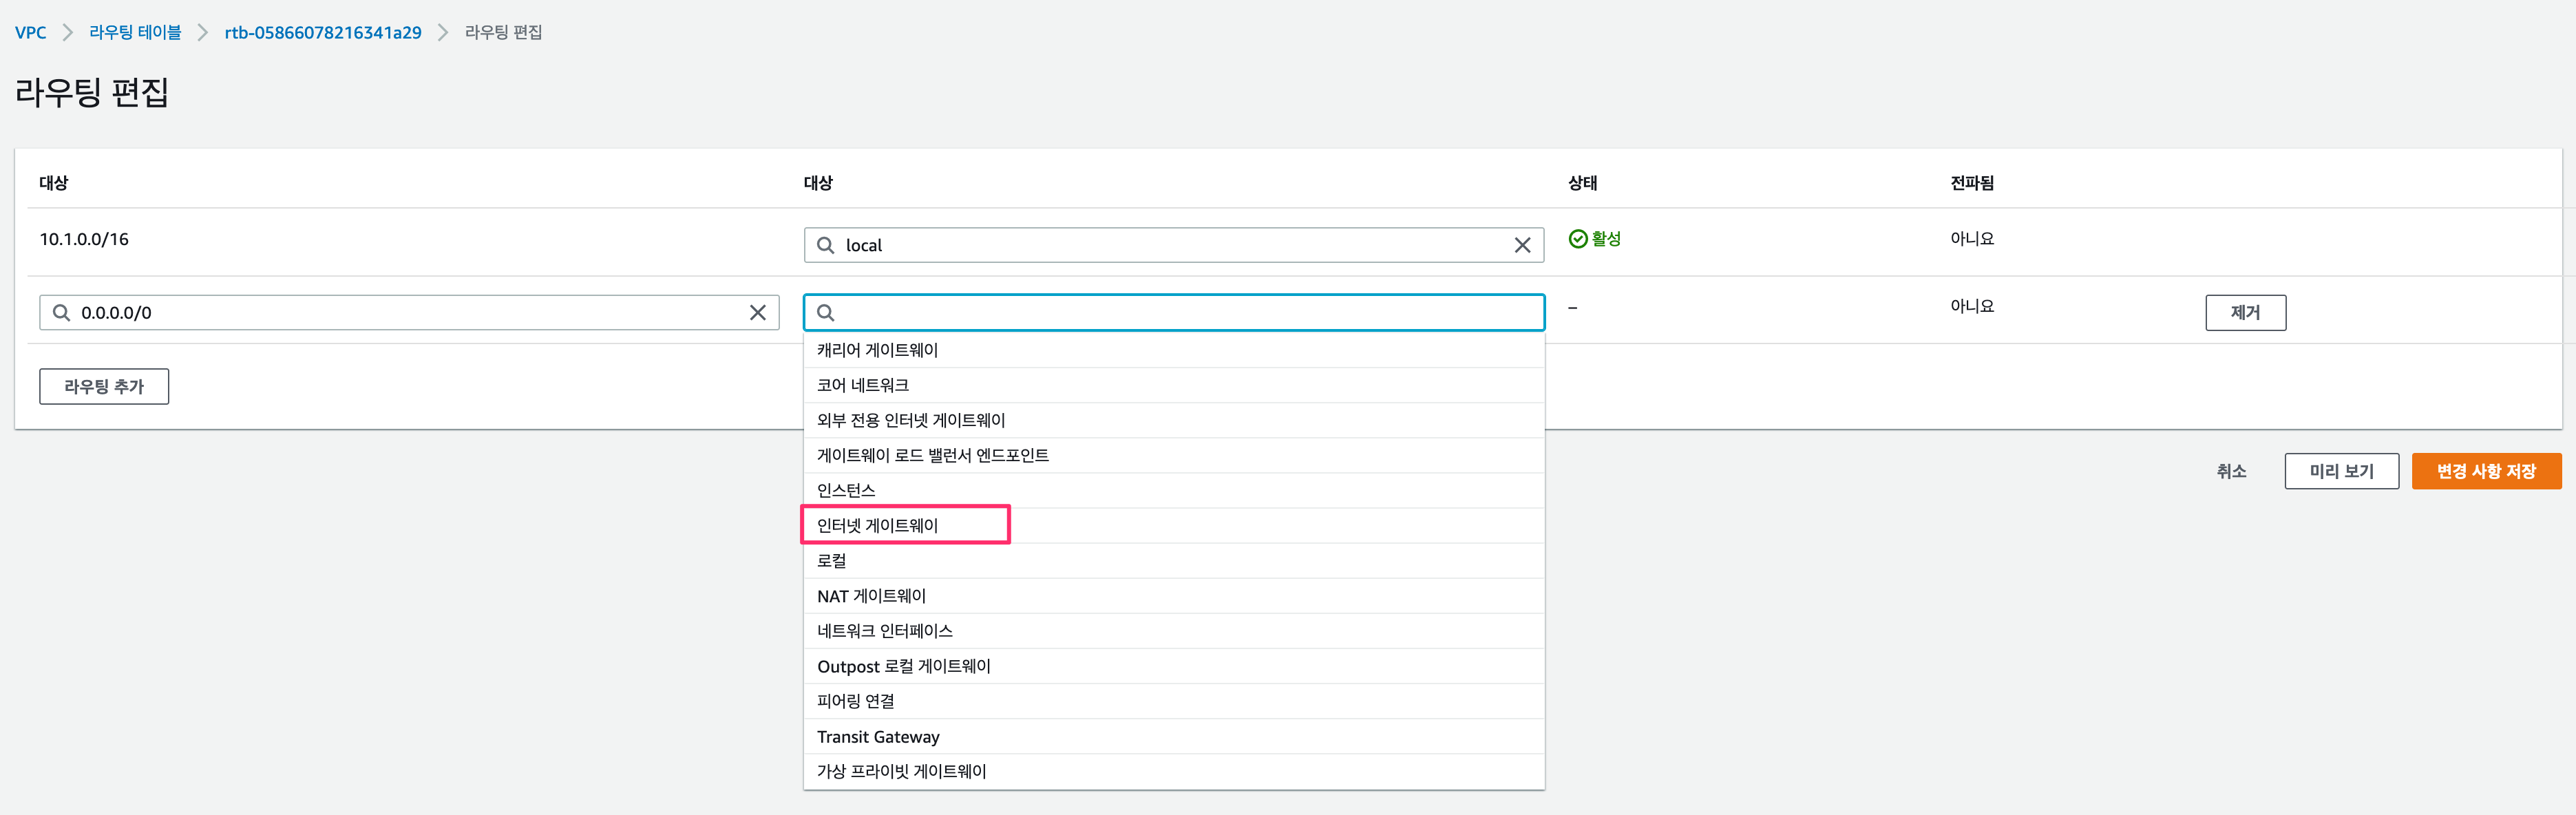 VPC 라우팅 테이블 rtb-05866078216341a29 라우팅 편집
라우팅 편집
대상 대상 상태 전파됨
10.1.0.0/16 local 활성 아니요
0.0.0.0/0 – 아니요 제거
캐리어 게이트웨이
라우팅 추가 코어 네트워크
외부 전용 인터넷 게이트웨이
게이트웨이 로드 밸런서 엔드포인트
취소 미리 보기 변경 사항 저장
인스턴스
인터넷 게이트웨이
로컬
NAT 게이트웨이
네트워크 인터페이스
Outpost 로컬 게이트웨이
피어링 연결
Transit Gateway
가상 프라이빗 게이트웨이